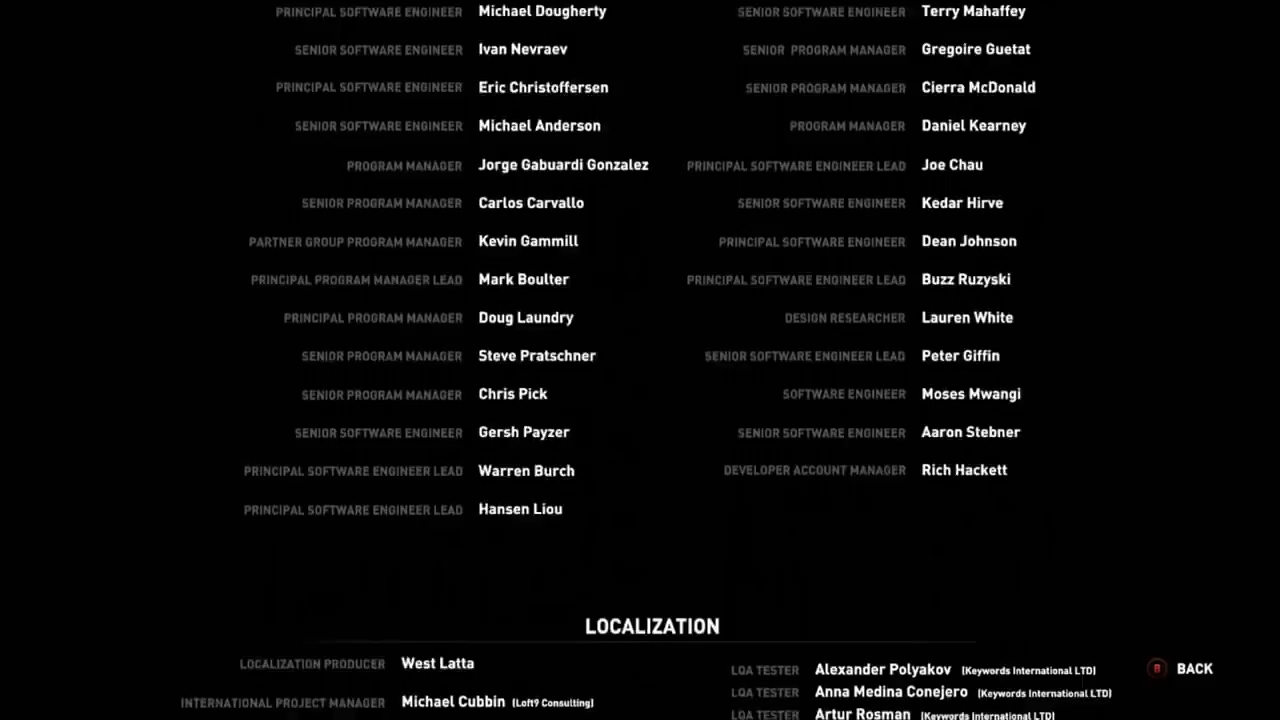 PRINCIPAL SOFTWARE ENGINEER Michael Dougherty
SENIOR SOFTWARE ENGINEER Ivan Nevraev
PRINCIPAL SOFTWARE ENGINEER Eric Christoffersen
SENIOR SOFTWARE ENGINEER Michael Anderson
PROGRAM MANAGER Jorge Gabuardi Gonzalez
SENIOR PROGRAM MANAGER Carlos Carvallo
PARTNER GROUP PROGRAM MANAGER Kevin Gammill
PRINCIPAL PROGRAM MANAGER LEAD Mark Boulter
PRINCIPAL PROGRAM MANAGER Doug Laundry
SENIOR PROGRAM MANAGER Steve Pratschner
SENIOR PROGRAM MANAGER Chris Pick
SENIOR SOFTWARE ENGINEER Gersh Payzer
PRINCIPAL SOFTWARE ENGINEER LEAD Warren Burch
PRINCIPAL SOFTWARE ENGINEER LEAD Hansen Liou
SENIOR SOFTWARE ENGINEER Terry Mahaffey
SENIOR PROGRAM MANAGER Gregoire Guetat
SENIOR PROGRAM MANAGER Cierra McDonald
PROGRAM MANAGER Daniel Kearney
PRINCIPAL SOFTWARE ENGINEER LEAD Joe Chau
SENIOR SOFTWARE ENGINEER Kedar Hirve
PRINCIPAL SOFTWARE ENGINEER Dean Johnson
PRINCIPAL SOFTWARE ENGINEER LEAD Buzz Ruzyski
DESIGN RESEARCHER Lauren White
SENIOR SOFTWARE ENGINEER LEAD Peter Giffin
SOFTWARE ENGINEER Moses Mwangi
SENIOR SOFTWARE ENGINEER Aaron Stebner
DEVELOPER ACCOUNT MANAGER Rich Hackett
LOCALIZATION
LOCALIZATION PRODUCER West Latta
INTERNATIONAL PROJECT MANAGER Michael Cubbin (Loft9 Consulting)
LQA TESTER Alexander Polyakov (Keywords International LTD)
LQA TESTER Anna Medina Conejero (Keywords International LTD)
LQA TESTER Artur Rosman (Keywords International LTD)
B BACK